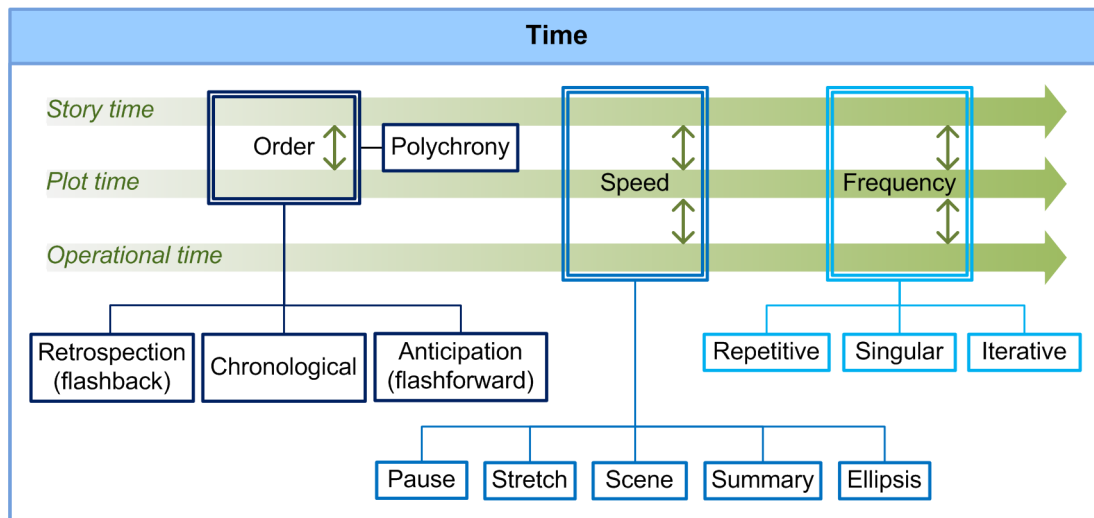 Time
Story time
Order
Polychrony
Plot time
Speed
Frequency
Operational time
Retrospection
(flashback)
Chronological
Anticipation
(flashforward)
Repetitive
Singular
Iterative
Pause
Stretch
Scene
Summary
Ellipsis